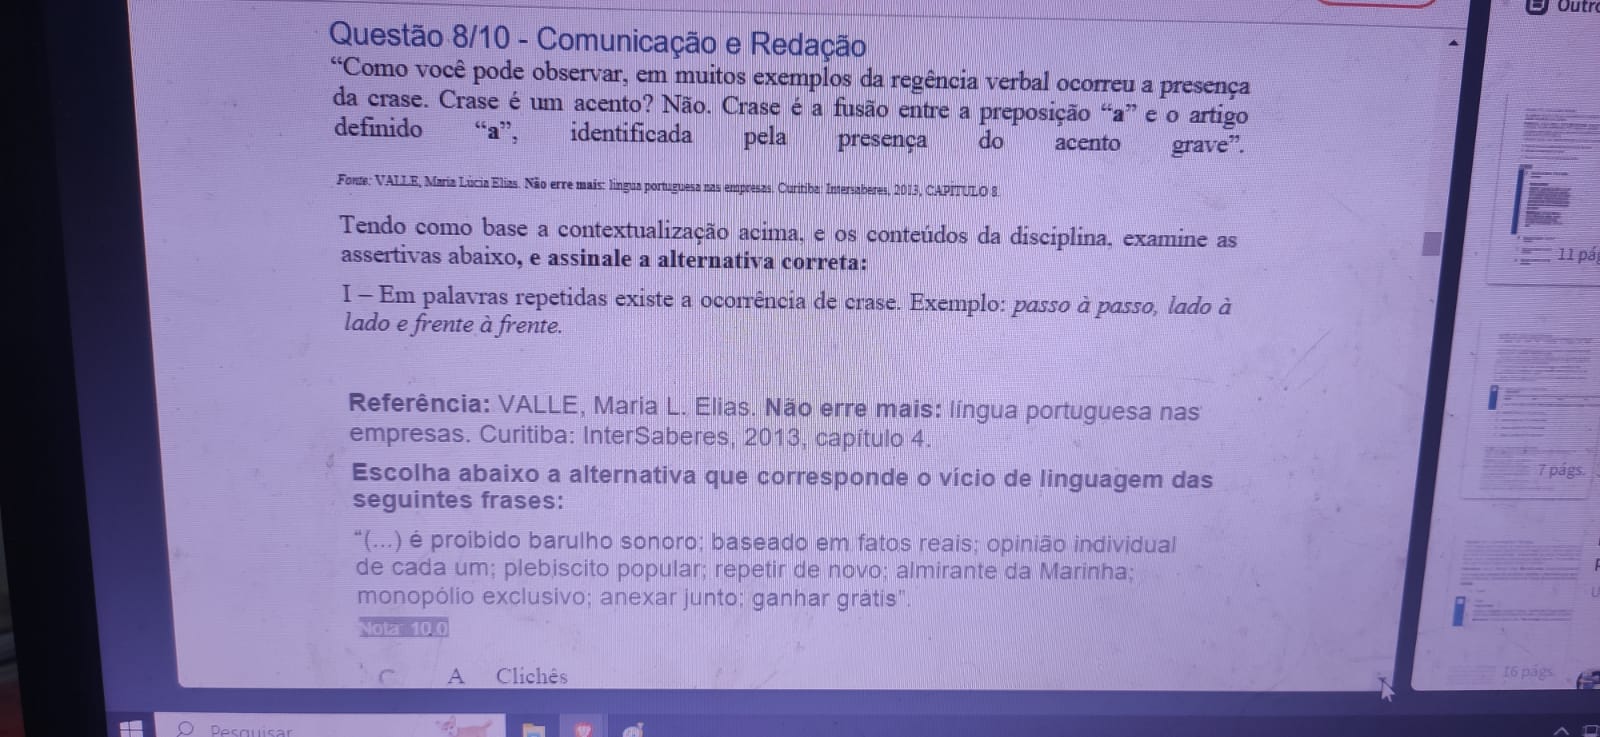 Outro
Questão 8/10 - Comunicação e Redação
“Como você pode observar, em muitos exemplos da regência verbal ocorreu a presença
da crase. Crase é um acento? Não. Crase é a fusão entre a preposição “a” e o artigo
definido “a”, identificada pela presença do acento grave”.
Fonte: VALLE, Maria Lúcia Elias. Não erre mais: língua portuguesa nas empresas. Curitiba: Intersaberes, 2013, CAPÍTULO 8.
Tendo como base a contextualização acima, e os conteúdos da disciplina, examine as
assertivas abaixo, e assinale a alternativa correta:
I – Em palavras repetidas existe a ocorrência de crase. Exemplo: passo à passo, lado à
lado e frente à frente.
Referência: VALLE, Maria L. Elias. Não erre mais: língua portuguesa nas
empresas. Curitiba: InterSaberes, 2013, capítulo 4.
Escolha abaixo a alternativa que corresponde o vício de linguagem das
seguintes frases:
“(...) é proibido barulho sonoro; baseado em fatos reais; opinião individual
de cada um; plebiscito popular; repetir de novo; almirante da Marinha;
monopólio exclusivo; anexar junto; ganhar grátis”.
Nota: 10.0
A Clichês
11 pág
7 págs.
16 págs.
Pesquisar